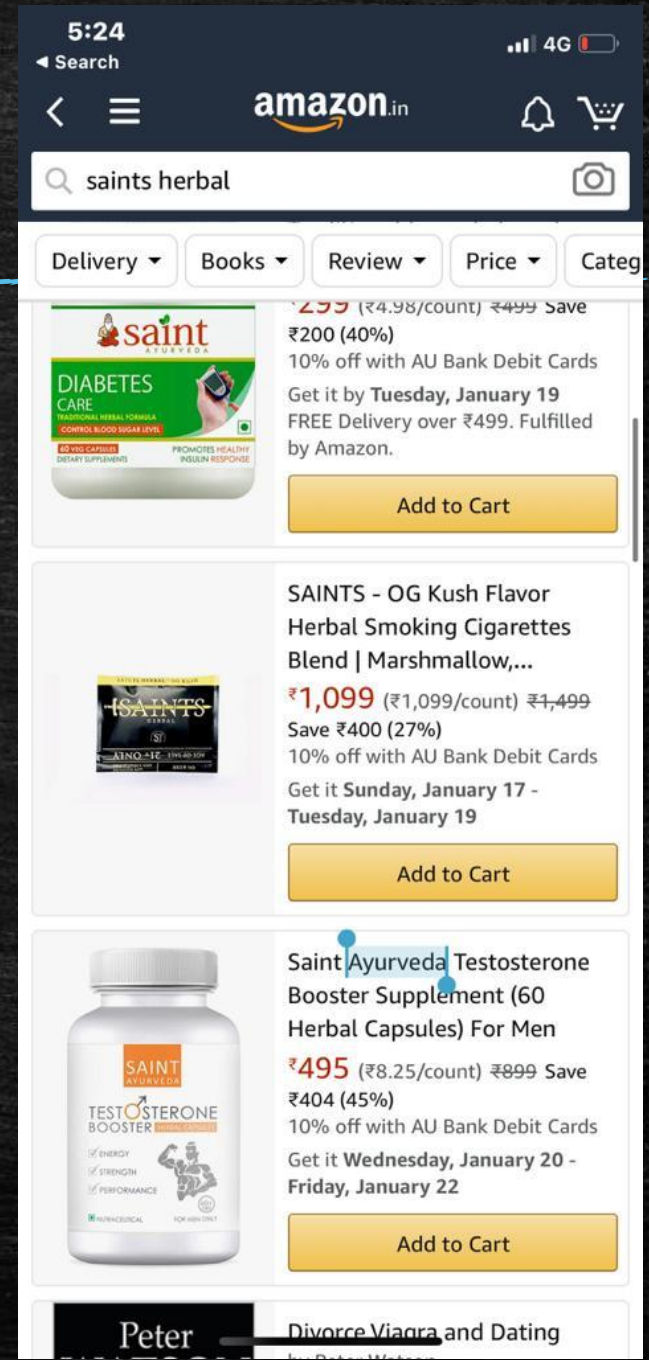 5:24
4G
◀ Search
amazon.in
saints herbal
Delivery
Books
Review
Price
Categ
saint
AYURVEDA
DIABETES
CARE
TRADITIONAL HERBAL FORMULA
CONTROL BLOOD SUGAR LEVEL
60 VEG CAPSULES
DIETARY SUPPLEMENTS
PROMOTES HEALTHY
INSULIN RESPONSE
₹299 (₹4.98/count) ₹499 Save
₹200 (40%)
10% off with AU Bank Debit Cards
Get it by Tuesday, January 19
FREE Delivery over ₹499. Fulfilled
by Amazon.
Add to Cart
SAINTS
HERBAL
21+ ONLY
SAINTS - OG Kush Flavor
Herbal Smoking Cigarettes
Blend | Marshmallow,...
₹1,099 (₹1,099/count) ₹1,499
Save ₹400 (27%)
10% off with AU Bank Debit Cards
Get it Sunday, January 17 -
Tuesday, January 19
Add to Cart
SAINT
AYURVEDA
TESTOSTERONE
BOOSTER HERBAL CAPSULES
ENERGY
STRENGTH
PERFORMANCE
NUTRACEUTICAL
FOR MEN ONLY
Saint Ayurveda Testosterone
Booster Supplement (60
Herbal Capsules) For Men
₹495 (₹8.25/count) ₹899 Save
₹404 (45%)
10% off with AU Bank Debit Cards
Get it Wednesday, January 20 -
Friday, January 22
Add to Cart
Peter
Divorce Viagra and Dating
by Peter Watson